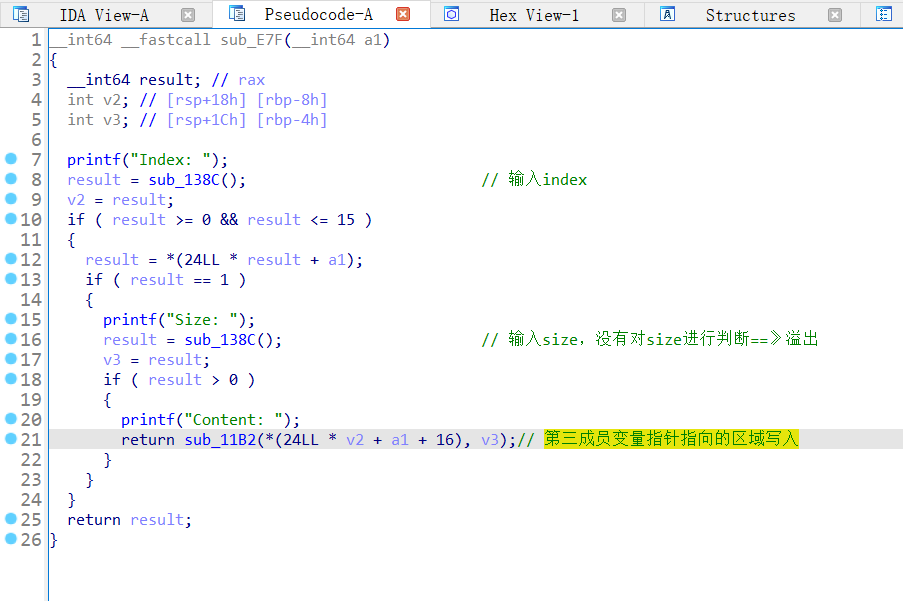 IDA View-A Pseudocode-A Hex View-1 Structures
1 __int64 __fastcall sub_E7F(__int64 a1)
2 {
3 __int64 result; // rax
4 int v2; // [rsp+18h] [rbp-8h]
5 int v3; // [rsp+1Ch] [rbp-4h]
6
7 printf("Index: ");
8 result = sub_138C(); // 输入index
9 v2 = result;
10 if ( result >= 0 && result <= 15 )
11 {
12 result = *(24LL * result + a1);
13 if ( result == 1 )
14 {
15 printf("Size: ");
16 result = sub_138C(); // 输入size，没有对size进行判断==》溢出
17 v3 = result;
18 if ( result > 0 )
19 {
20 printf("Content: ");
21 return sub_11B2(*(24LL * v2 + a1 + 16), v3);// 第三成员变量指针指向的区域写入
22 }
23 }
24 }
25 return result;
26 }